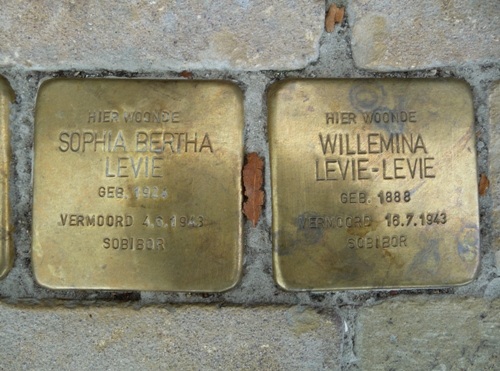 HIER WOONDE
SOPHIA BERTHA
LEVIE
GEB.
VERMOORD 4.6.1943
SOBIBOR
HIER WOONDE
WILLEMINA
LEVIE-LEVIE
GEB. 1888
VERMOORD 16.7.1943
SOBIBOR